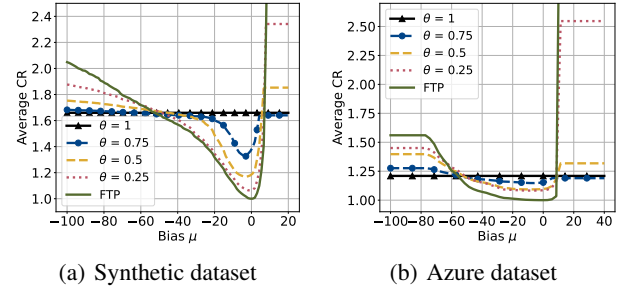 Average CR
2.4
2.2
2.0
1.8
1.6
1.4
1.2
1.0
θ = 1
θ = 0.75
θ = 0.5
θ = 0.25
FTP
−100 −80 −60 −40 −20 0 20
Bias μ
(a) Synthetic dataset
Average CR
2.50
2.25
2.00
1.75
1.50
1.25
1.00
θ = 1
θ = 0.75
θ = 0.5
θ = 0.25
FTP
−100 −80 −60 −40 −20 0 20 40
Bias μ
(b) Azure dataset